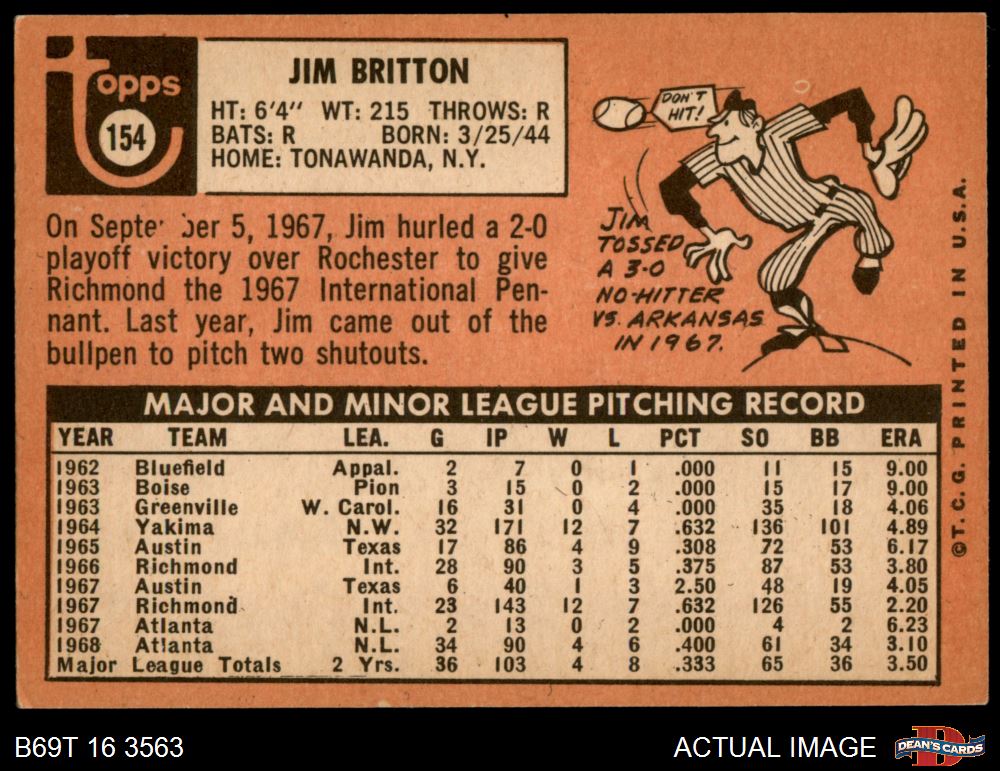 topps
154
JIM BRITTON
HT: 6'4" WT: 215 THROWS: R
BATS: R BORN: 3/25/44
HOME: TONAWANDA, N.Y.
On Septe ber 5, 1967, Jim hurled a 2-0
playoff victory over Rochester to give
Richmond the 1967 International Pen-
nant. Last year, Jim came out of the
bullpen to pitch two shutouts.
DON'T
HIT!
JIM
TOSSED
A 3-0
NO-HITTER
VS. ARKANSAS
IN 1967.
MAJOR AND MINOR LEAGUE PITCHING RECORD
YEAR TEAM LEA. G IP W L PCT SO BB ERA
1962 Bluefield Appal. 2 7 0 1 .000 11 15 9.00
1963 Boise Pion 3 15 0 2 .000 15 17 9.00
1963 Greenville W. Carol. 16 31 0 4 .000 35 18 4.06
1964 Yakima N.W. 32 171 12 7 .632 136 101 4.89
1965 Austin Texas 17 86 4 9 .308 72 53 6.17
1966 Richmond Int. 28 90 3 5 .375 87 53 3.80
1967 Austin Texas 6 40 1 3 2.50 48 19 4.05
1967 Richmond Int. 23 143 12 7 .632 126 55 2.20
1967 Atlanta N.L. 2 13 0 2 .000 4 2 6.23
1968 Atlanta N.L. 34 90 4 6 .400 61 34 3.10
Major League Totals 2 Yrs. 36 103 4 8 .333 65 36 3.50
©T.C.G. PRINTED IN U.S.A.
B69T 16 3563
ACTUAL IMAGE
D
DEAN'S CARDS